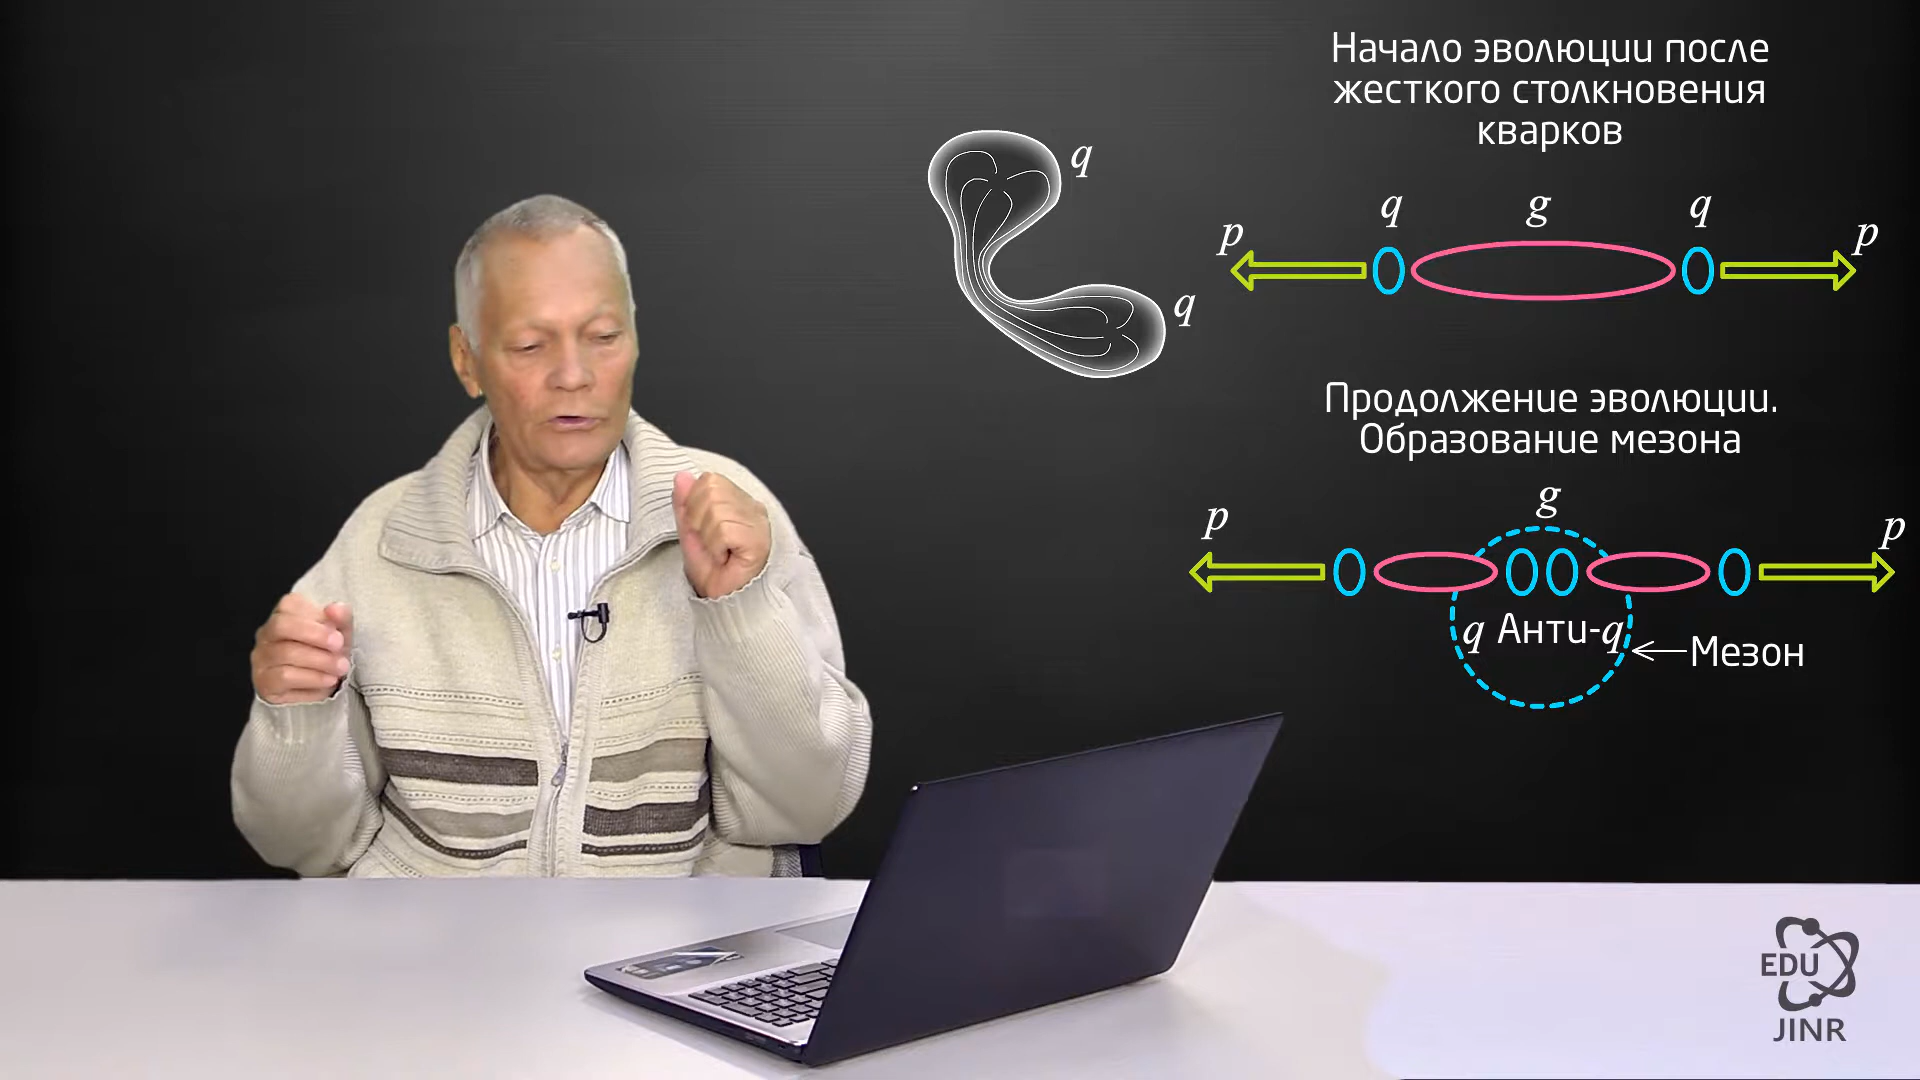 Начало эволюции после
жесткого столкновения
кварков
q
q
q g q
p p
Продолжение эволюции.
Образование мезона
g
p p
q Анти-q
Мезон
EDU
JINR